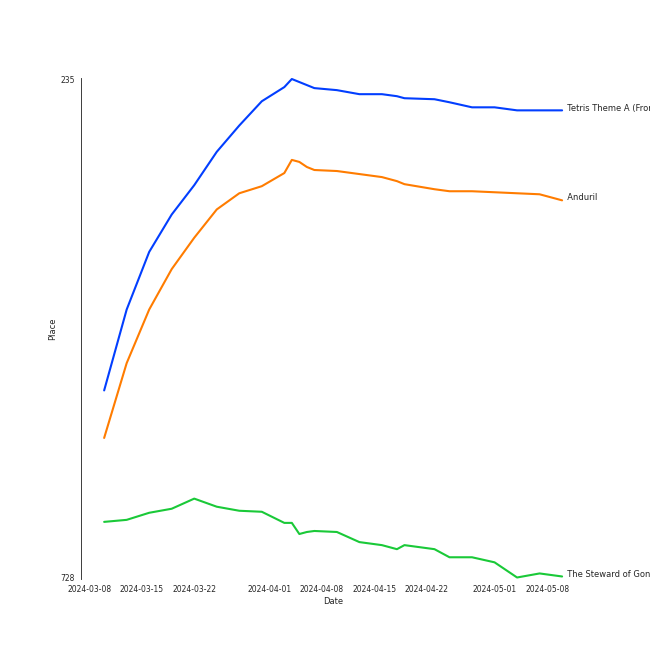 235
Tetris Theme A (Fro
Anduril
Place
The Steward of Gon
728
2024-03-08 2024-03-15 2024-03-22 2024-04-01 2024-04-08 2024-04-15 2024-04-22 2024-05-01 2024-05-08
Date